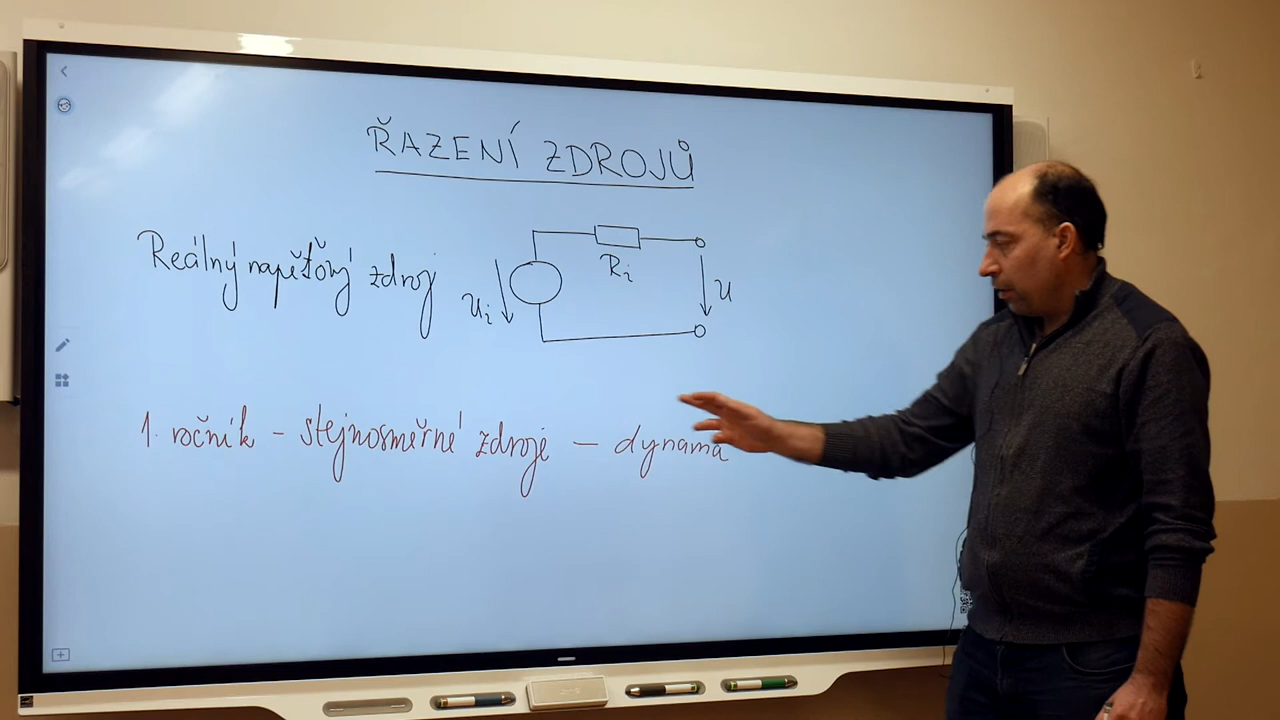 ŘAZENÍ ZDROJŮ
Reálný napěťový zdroj
Ri
ui
u
1. ročník - stejnosměrné zdroje - dynama